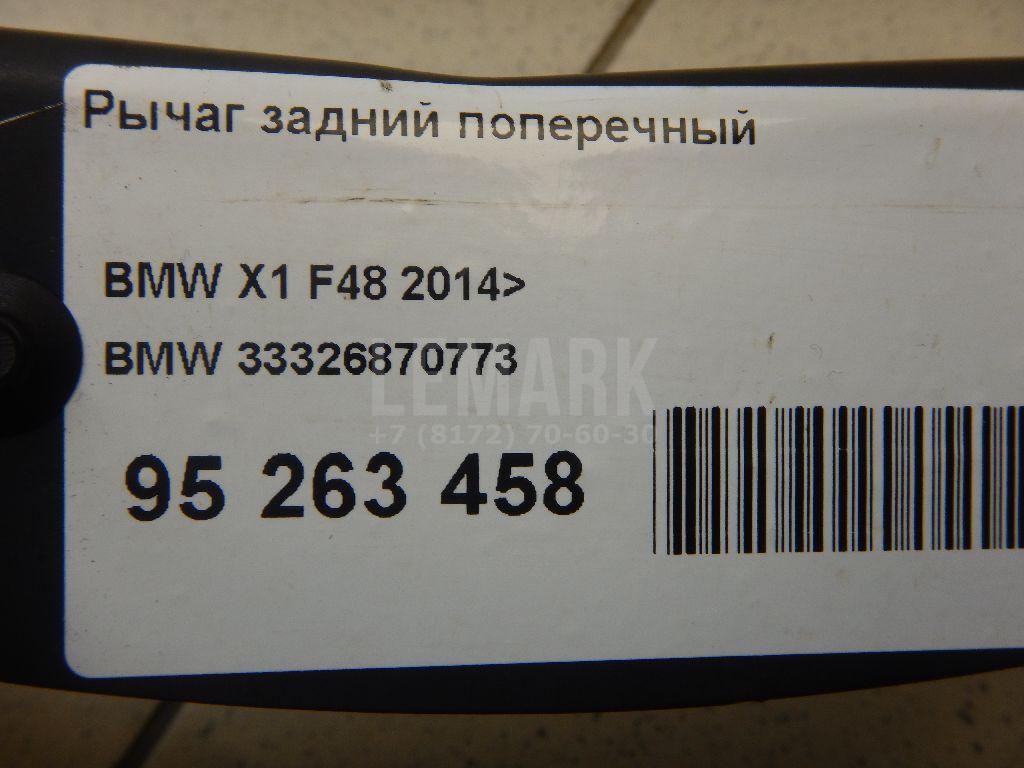 Рычаг задний поперечный
BMW X1 F48 2014>
BMW 33326870773
LEMARK
+7 (8172) 70-60-30
95 263 458